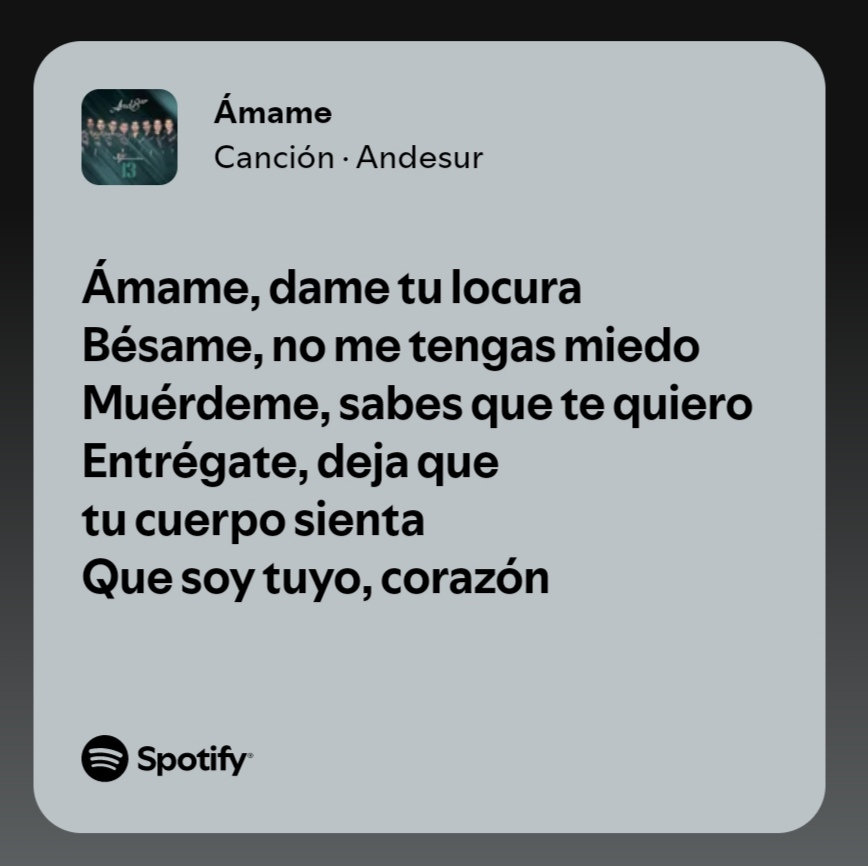 Ámame
Canción · Andesur
Ámame, dame tu locura
Bésame, no me tengas miedo
Muérdeme, sabes que te quiero
Entrégate, deja que
tu cuerpo sienta
Que soy tuyo, corazón
Spotify®